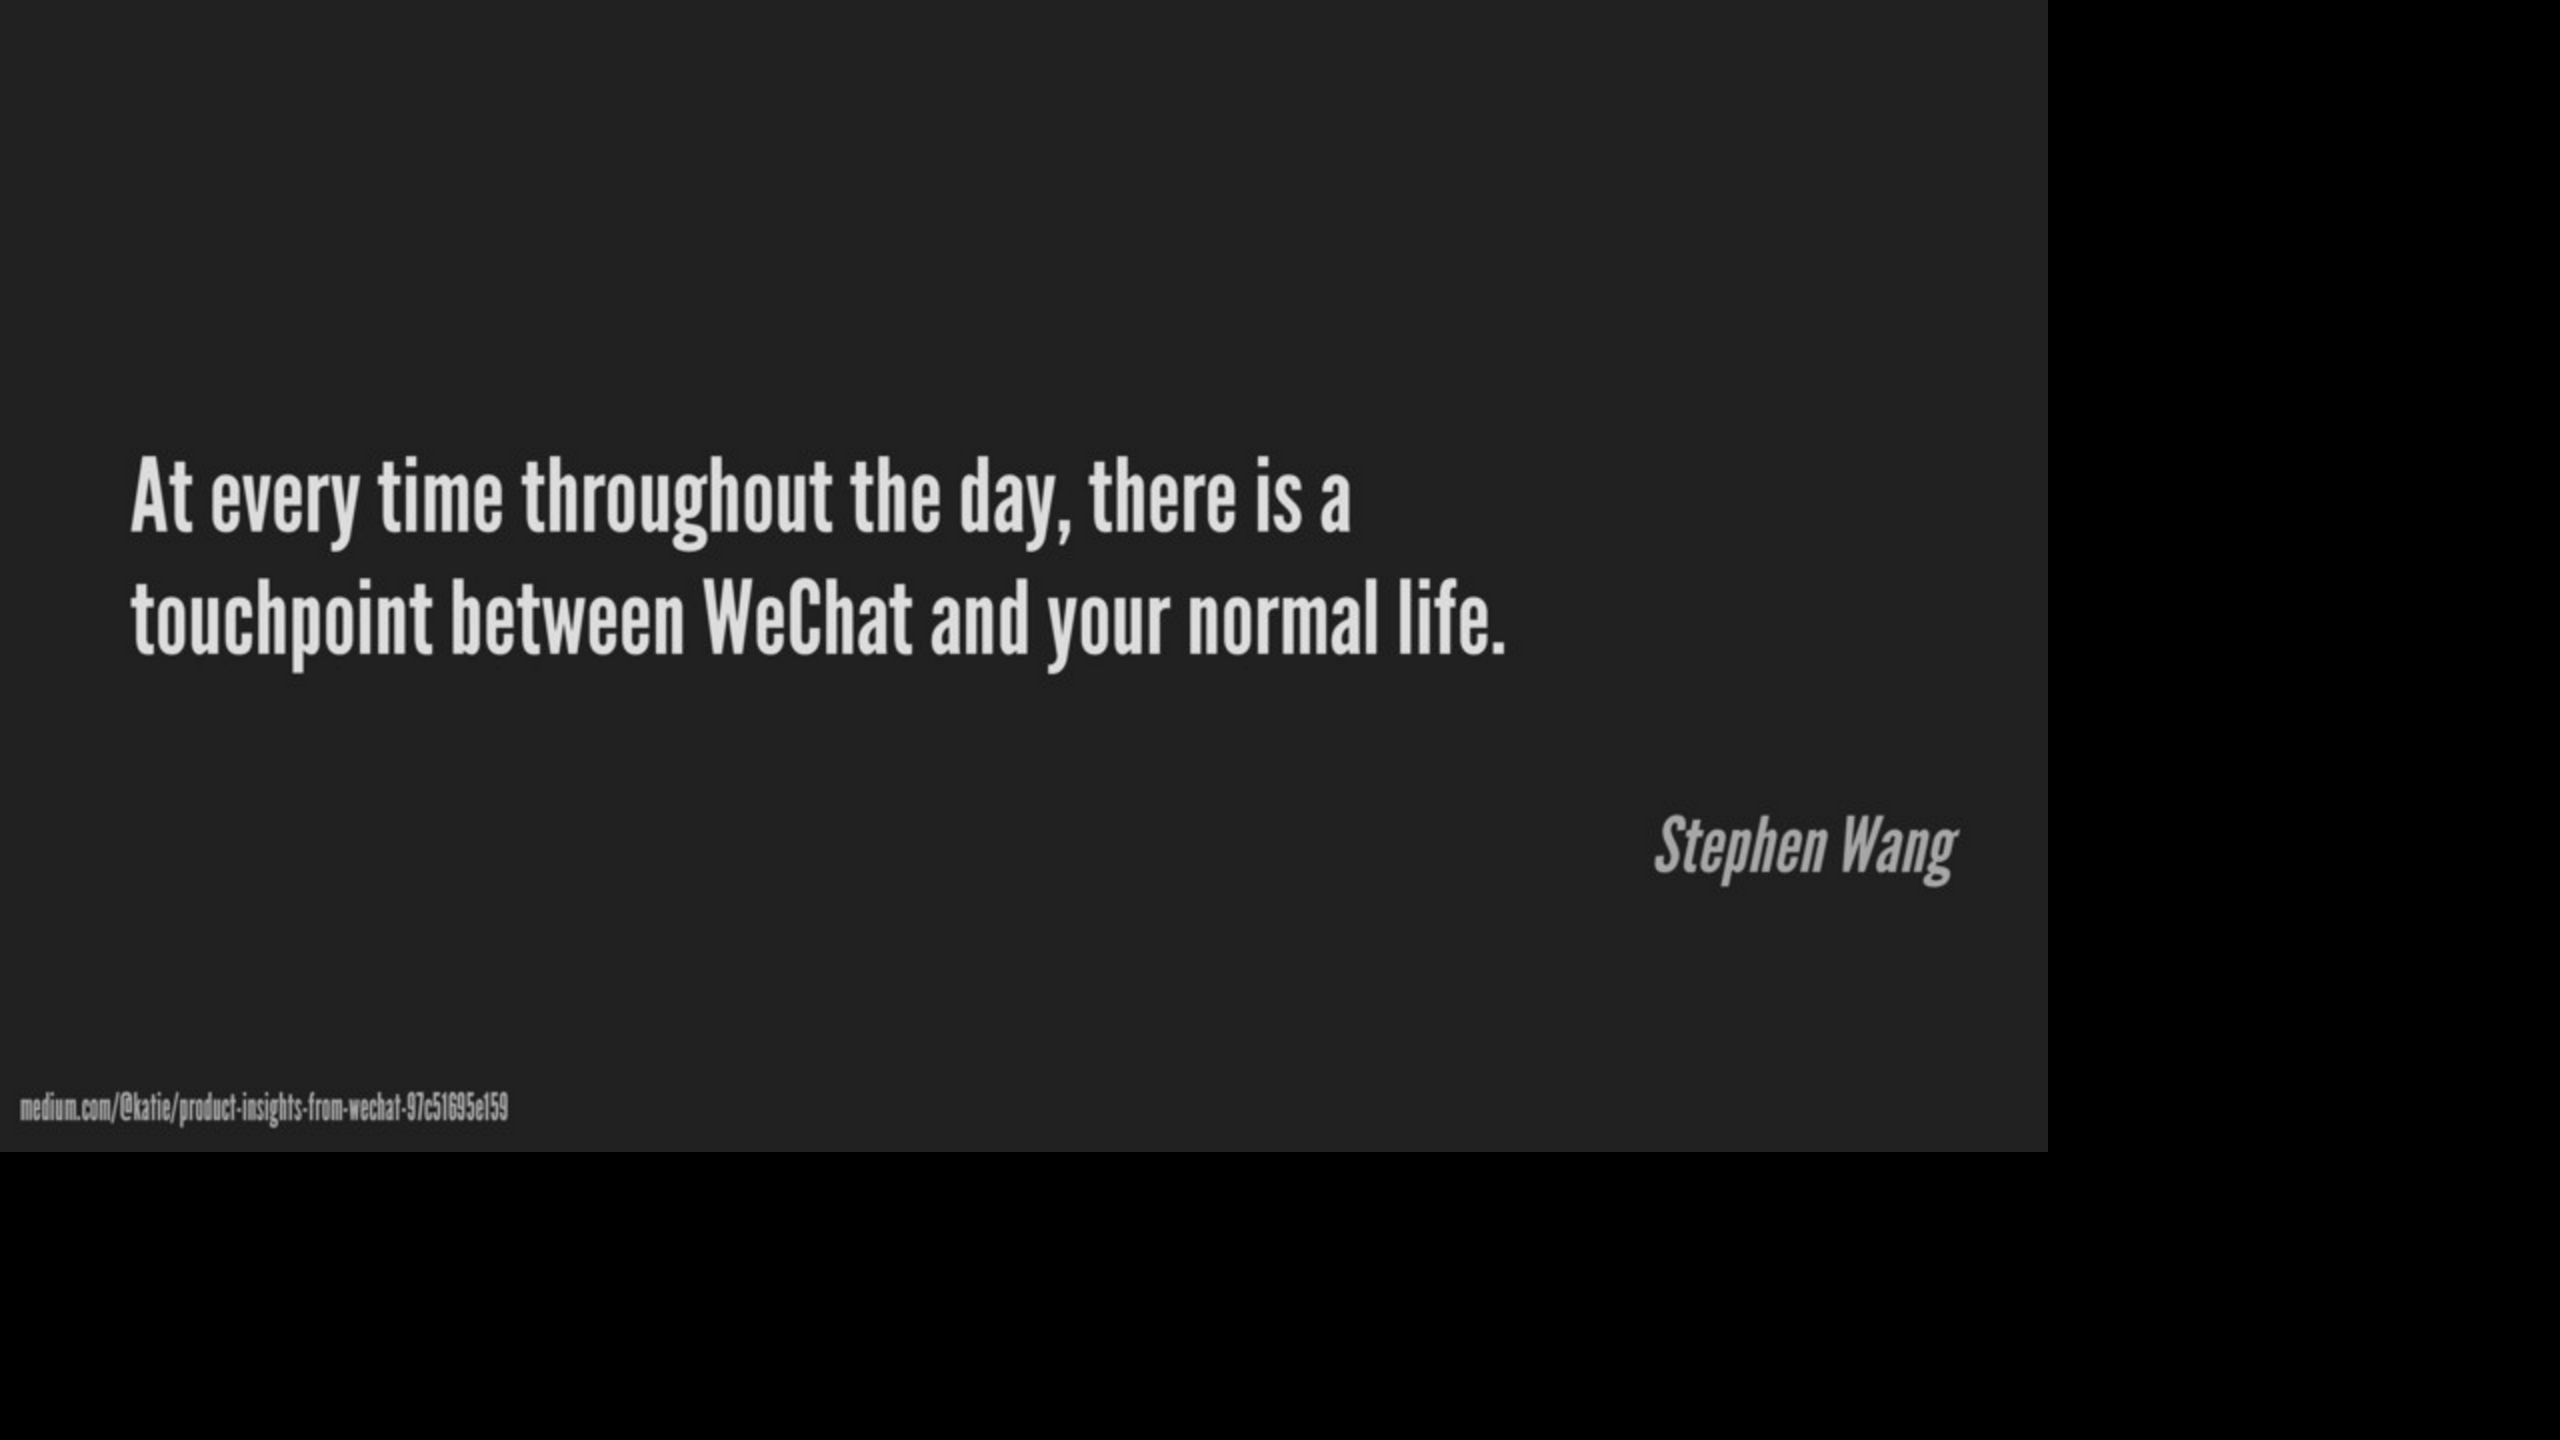 At every time throughout the day, there is a
touchpoint between WeChat and your normal life.
Stephen Wang
medium.com/@katie/product-insights-from-wechat-97c51695e159